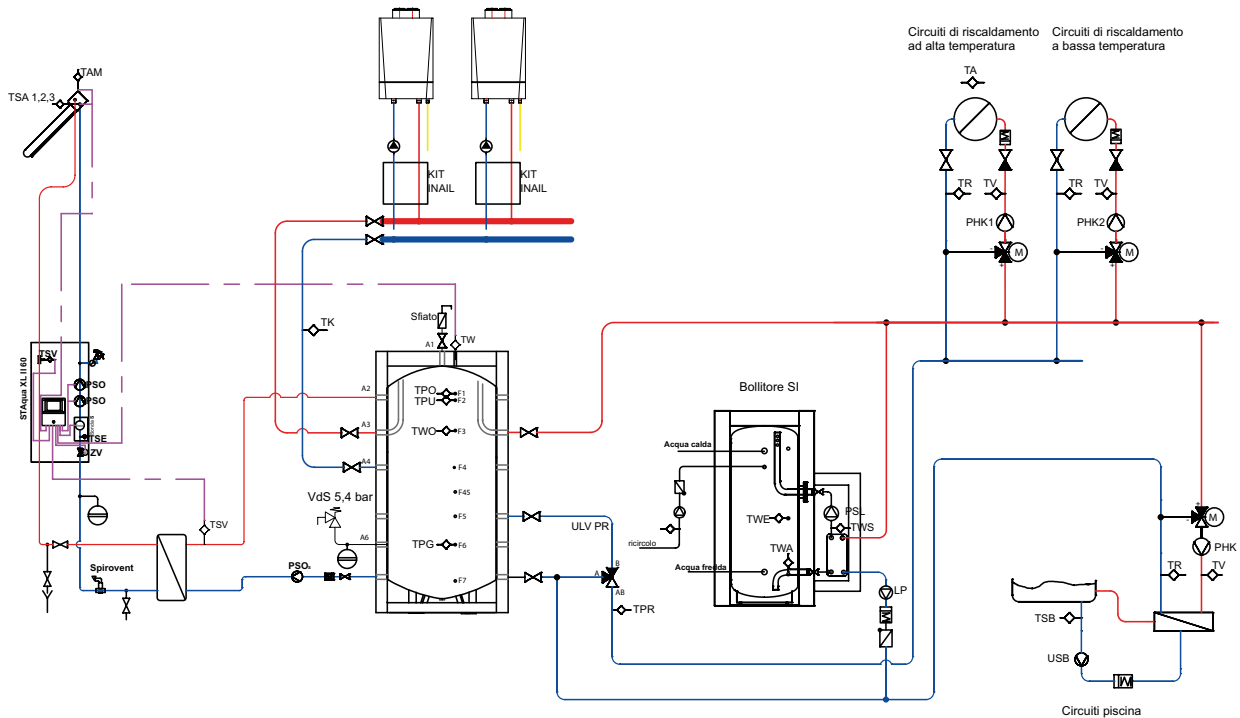 Circuiti di riscaldamento
ad alta temperatura
Circuiti di riscaldamento
a bassa temperatura
TAM
TSA 1,2,3
TA
KIT
INAIL
KIT
INAIL
TR
TV
TR
TV
PHK1
PHK2
M
M
TK
Sfiato
A1
TW
STAqua XL II 60
TSV
PSO
PSO
TSE
DZV
A2
TPO
F1
TPU
F2
A3
TWO
F3
A4
F4
F45
VdS 5,4 bar
F5
ULV PR
A6
TPG
F6
F7
B
A
AB
TPR
TSV
Spirovent
PSOs
Bollitore SI
Acqua calda
PSL
TWE
TWS
ricircolo
TWA
Acqua fredda
LP
M
PHK
TR
TV
TSB
USB
Circuiti piscina